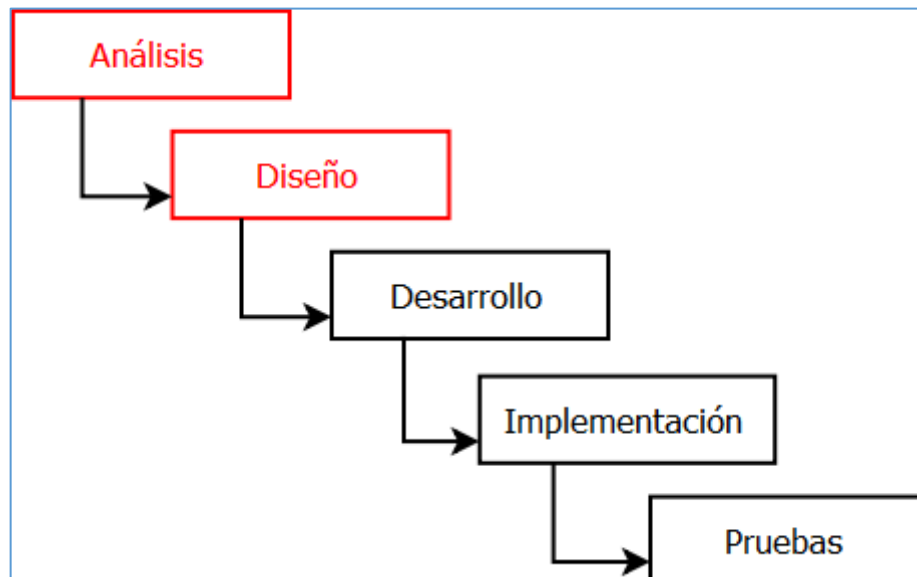 Análisis
Diseño
Desarrollo
Implementación
Pruebas